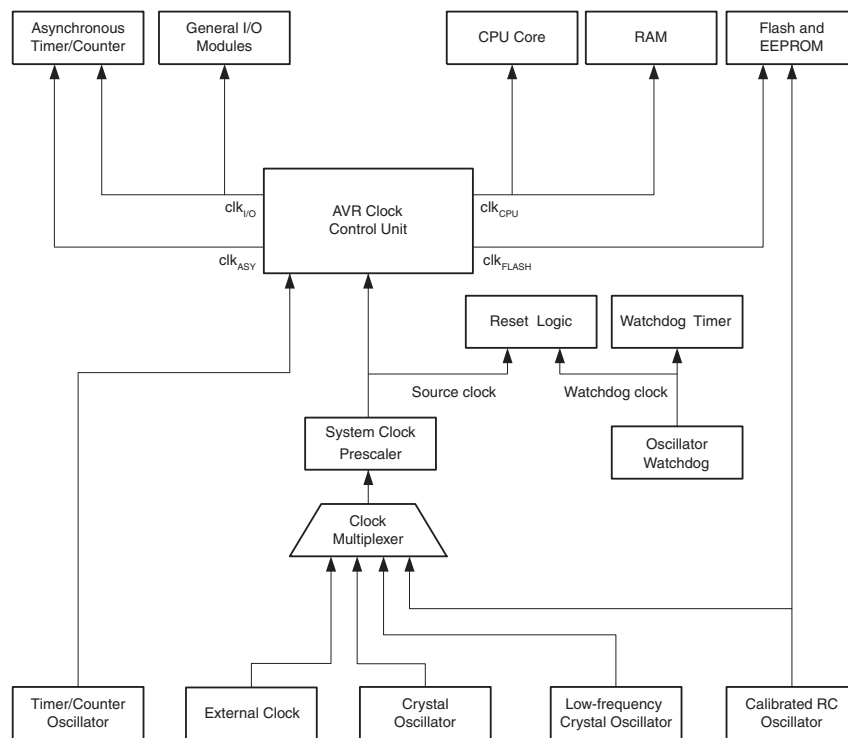 Asynchronous
Timer/Counter
General I/O
Modules
CPU Core
RAM
Flash and
EEPROM
clkI/O
AVR Clock
Control Unit
clkCPU
clkASY
clkFLASH
Reset Logic
Watchdog Timer
Source clock
Watchdog clock
System Clock
Prescaler
Oscillator
Watchdog
Clock
Multiplexer
Timer/Counter
Oscillator
External Clock
Crystal
Oscillator
Low-frequency
Crystal Oscillator
Calibrated RC
Oscillator